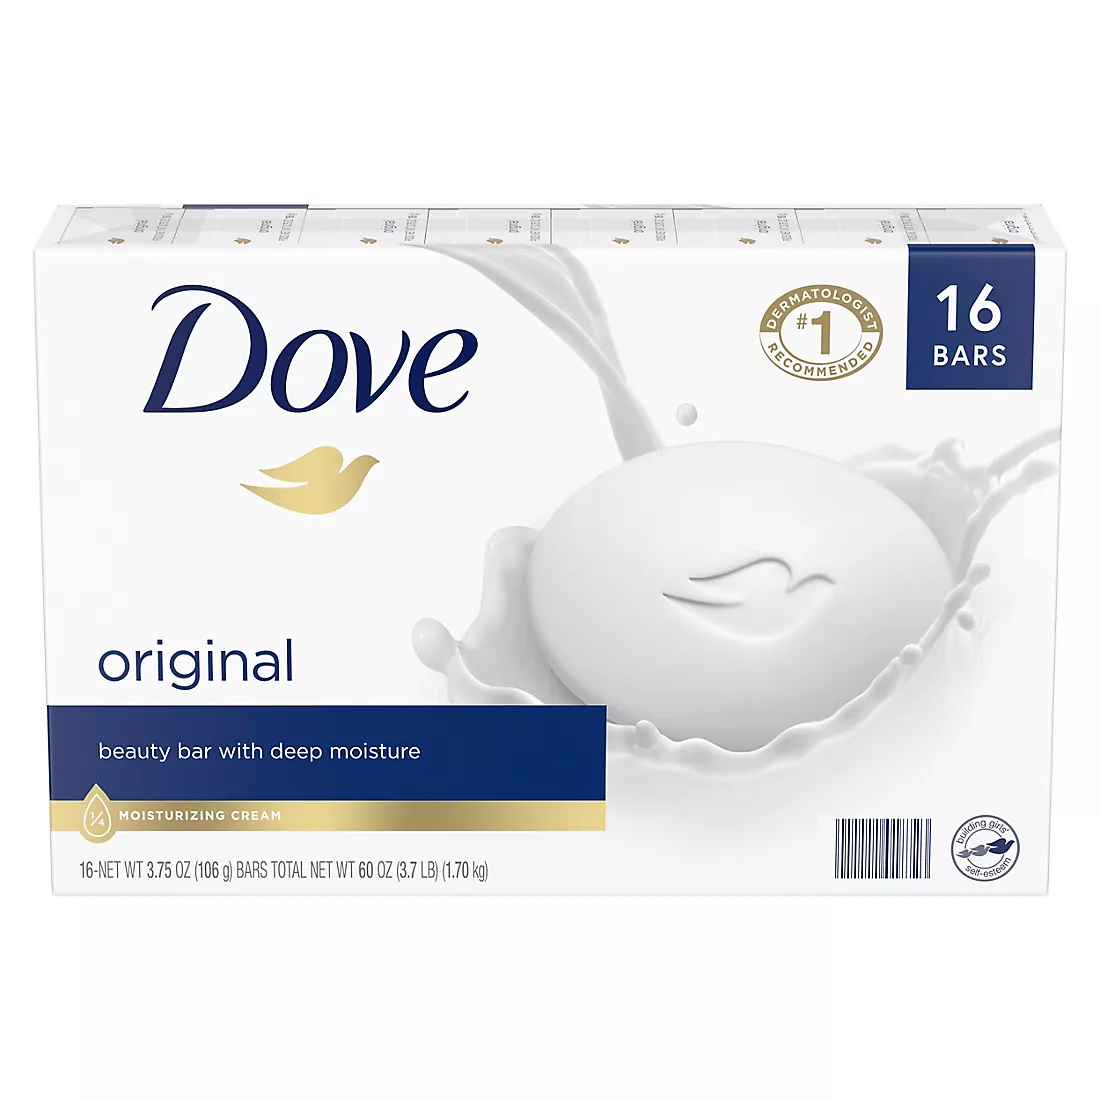 Dove
DERMATOLOGIST
#1
RECOMMENDED
16
BARS
original
beauty bar with deep moisture
1/4
MOISTURIZING CREAM
16-NET WT 3.75 OZ (106 g) BARS TOTAL NET WT 60 OZ (3.7 LB) (1.70 kg)
building girls'
self-esteem